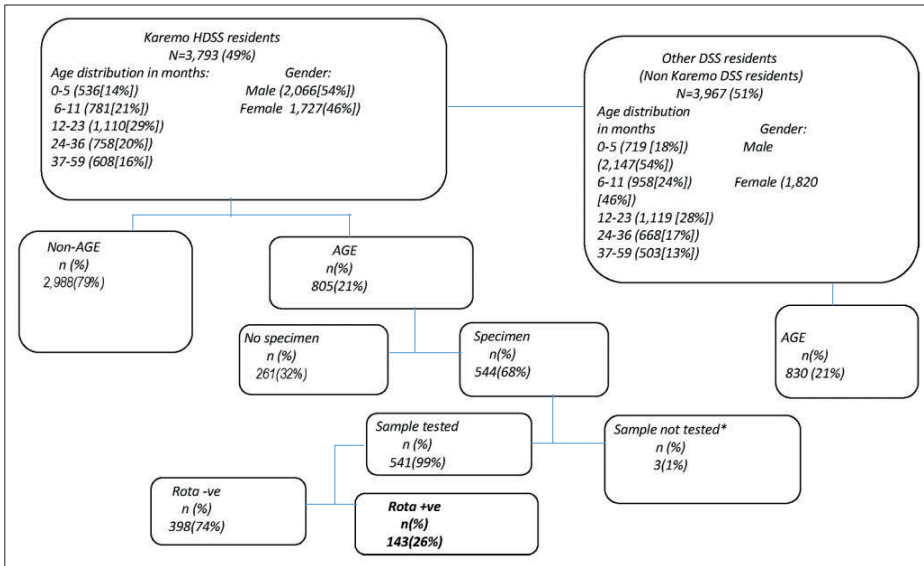 Karemo HDSS residents
N=3,793 (49%)
Age distribution in months: Gender:
0-5 (536[14%]) Male (2,066[54%])
6-11 (781[21%] Female 1,727(46%])
12-23 (1,110[29%])
24-36 (758[20%])
37-59 (608[16%])
Other DSS residents
(Non Karemo DSS residents)
N=3,967 (51%)
Age distribution
in months Gender:
0-5 (719 [18%]) Male
(2,147(54%])
6-11 (958[24%]) Female (1,820
[46%])
12-23 (1,119 [28%])
24-36 (668[17%])
37-59 (503[13%])
Non-AGE
n (%)
2,988(79%)
AGE
n(%)
805(21%)
AGE
n(%)
830 (21%)
No specimen
n (%)
261(32%)
Specimen
n(%)
544(68%)
Sample tested
n (%)
541(99%)
Sample not tested*
n (%)
3(1%)
Rota -ve
n (%)
398(74%)
Rota +ve
n(%)
143(26%)